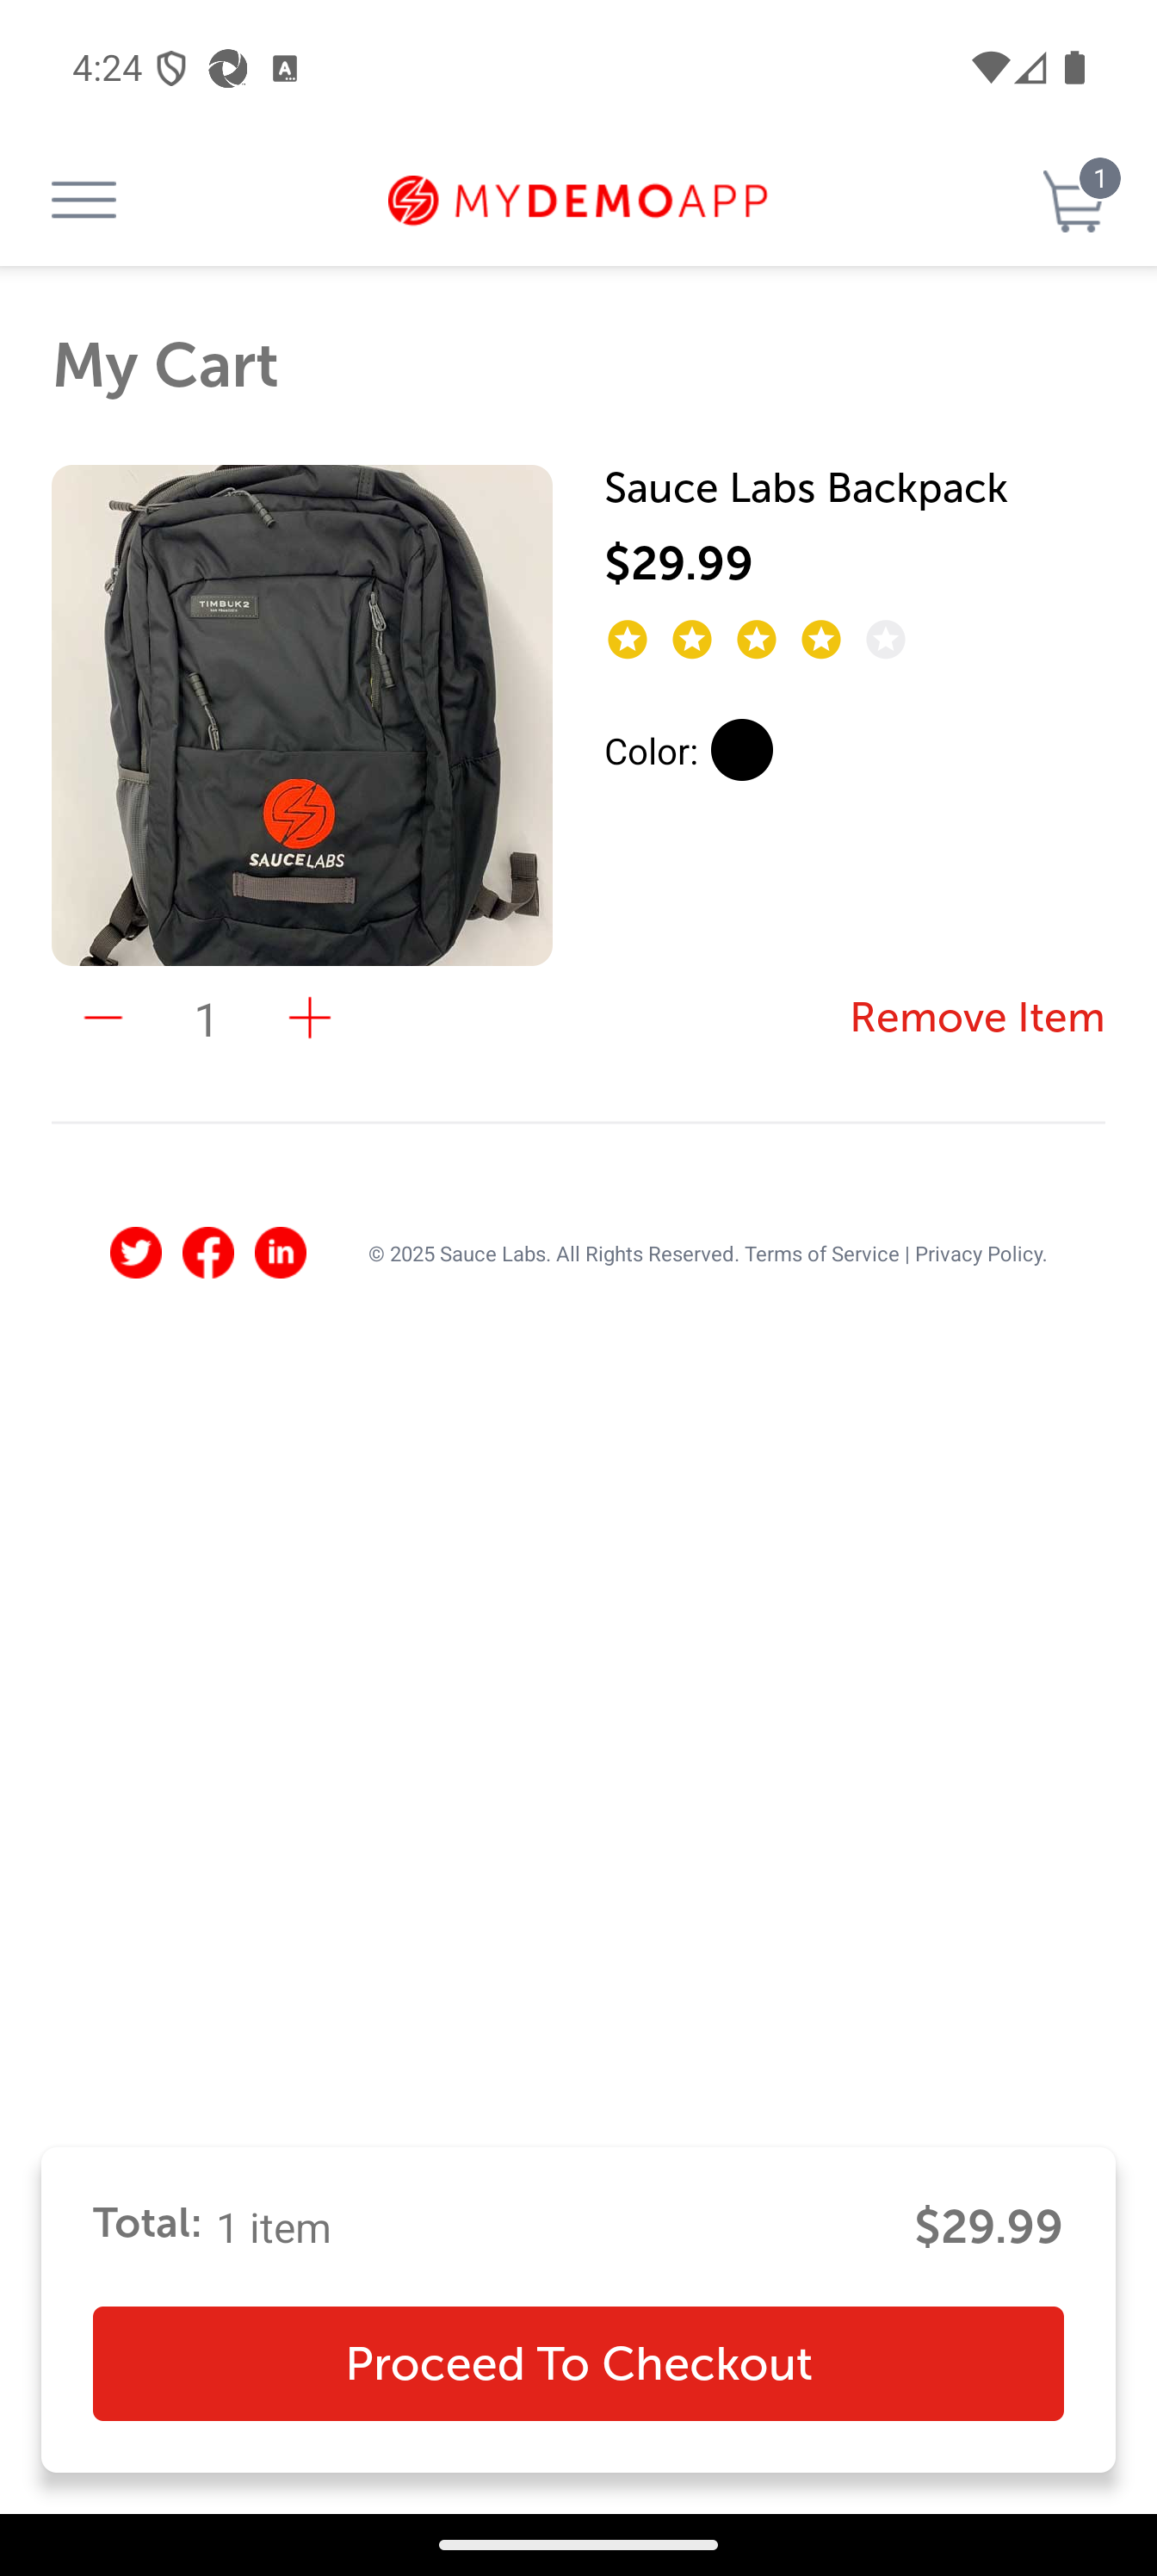 4:24
MYDEMOAPP
1
My Cart
TIMBUK2
SAUCELABS
Sauce Labs Backpack
$29.99
Color:
1
Remove Item
© 2025 Sauce Labs. All Rights Reserved. Terms of Service | Privacy Policy.
Total: 1 item
$29.99
Proceed To Checkout